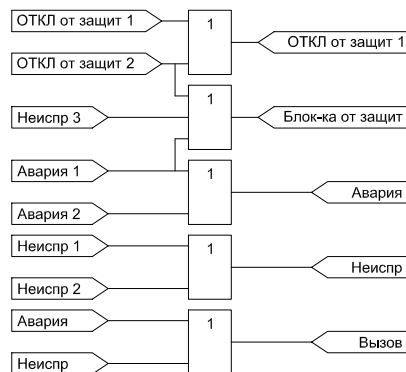 ОТКЛ от защит 1
1
ОТКЛ от защит 1
ОТКЛ от защит 2
1
Неиспр 3
Блок-ка от защит
Авария 1
1
Авария
Авария 2
Неиспр 1
1
Неиспр
Неиспр 2
Авария
1
Вызов
Неиспр